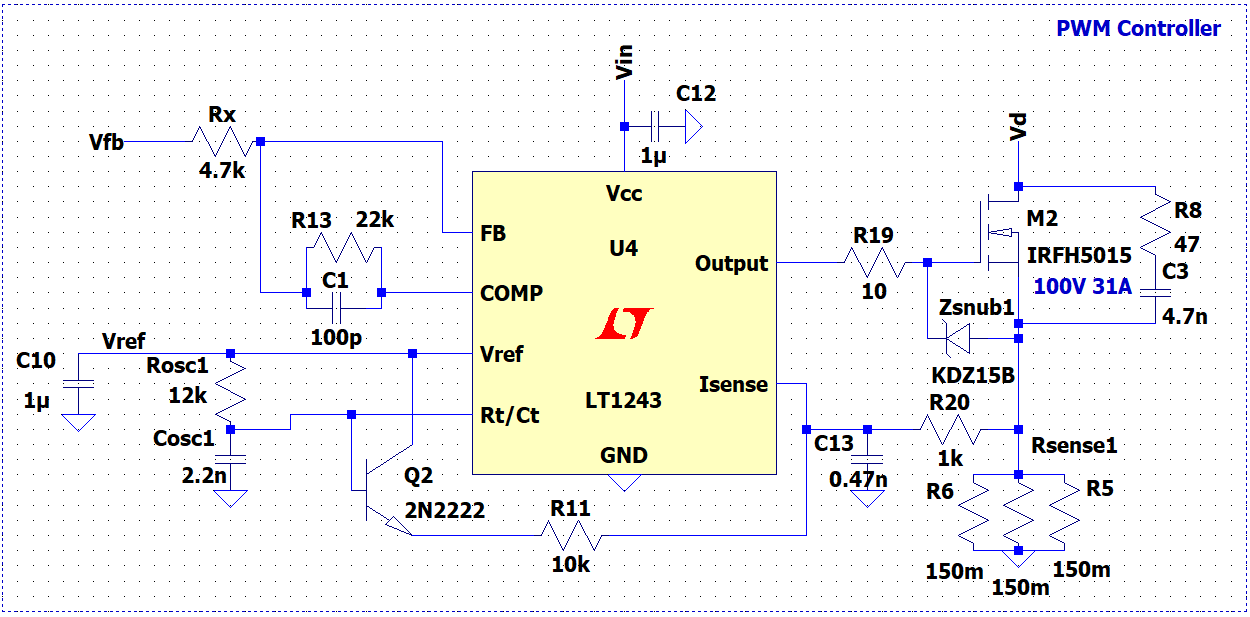 PWM Controller
Vin
C12
1µ
Rx
Vfb
4.7k
Vcc
FB
U4
Output
COMP
Vref
LT1243
Isense
Rt/Ct
GND
R13
22k
C1
100p
Vref
C10
1µ
Rosc1
12k
Cosc1
2.2n
Q2
2N2222
R11
10k
R19
10
Vd
M2
IRFH5015
100V 31A
R8
47
C3
4.7n
Zsnub1
KDZ15B
R20
1k
C13
0.47n
Rsense1
R6
R5
150m
150m
150m